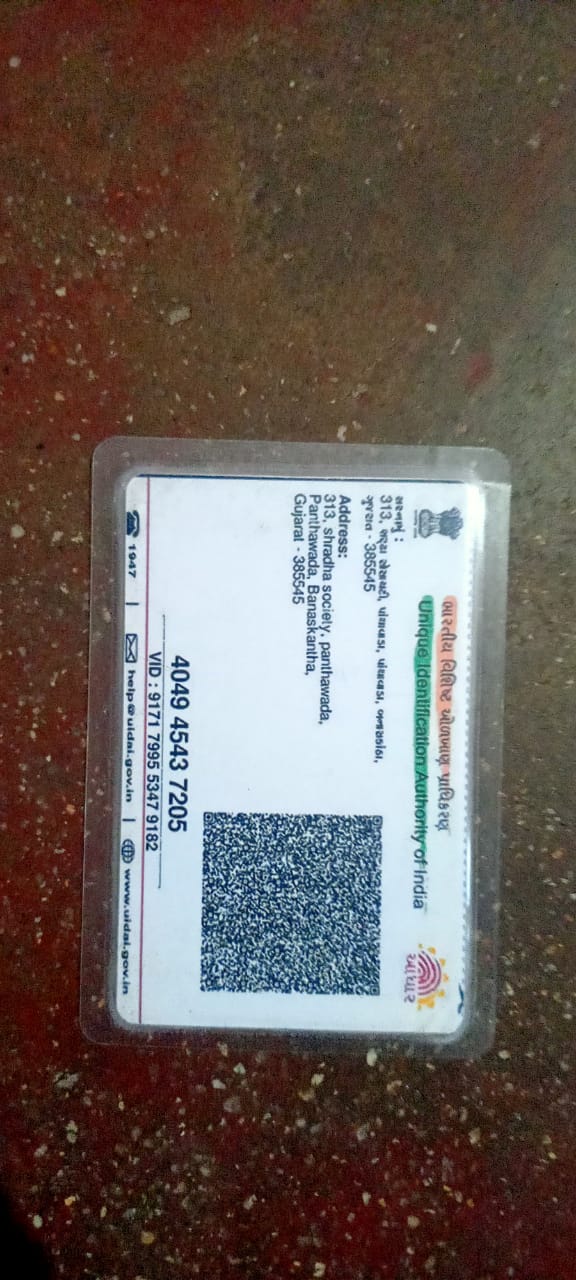 ભારતીય વિશિષ્ટ ઓળખાણ પ્રાધિકરણ
Unique Identification Authority of India
આધાર
સરનામું :
313, શ્રધ્ધા સોસાયટી, પાંથાવાડા, પાંથાવાડા, બનાસકાંઠા,
ગુજરાત - 385545
Address:
313, shradha society, panthawada,
Panthawada, Banaskantha,
Gujarat - 385545
4049 4543 7205
VID : 9171 7995 5347 9182
1947 | help@uidai.gov.in | www.uidai.gov.in